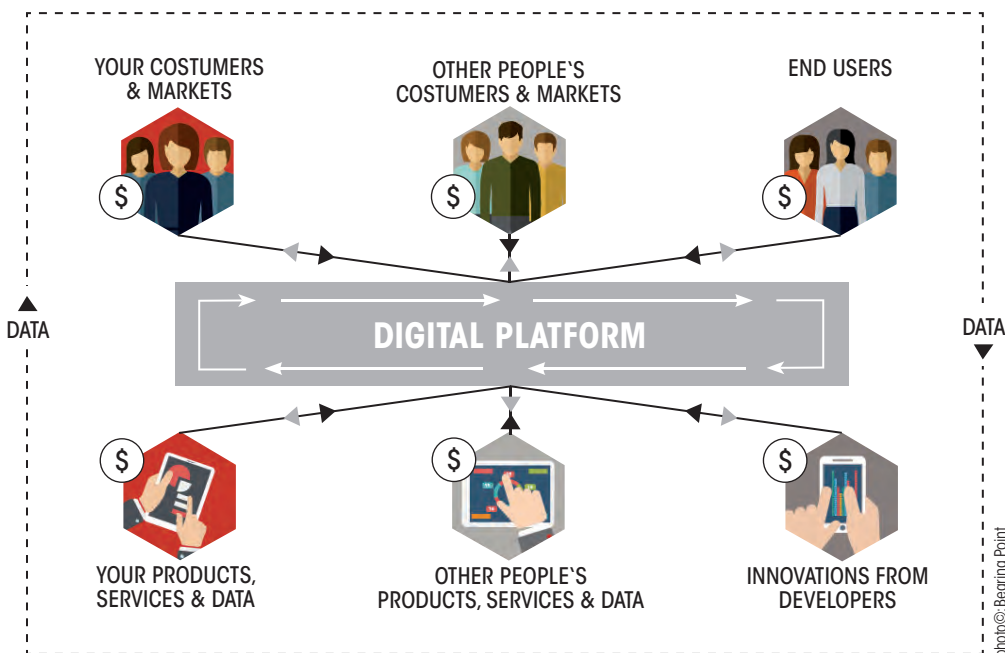 YOUR COSTUMERS
& MARKETS
OTHER PEOPLE‘S
COSTUMERS & MARKETS
END USERS
$
$
$
DATA
DIGITAL PLATFORM
DATA
$
$
$
YOUR PRODUCTS,
SERVICES & DATA
OTHER PEOPLE‘S
PRODUCTS, SERVICES & DATA
INNOVATIONS FROM
DEVELOPERS
photo©: Bearing Point